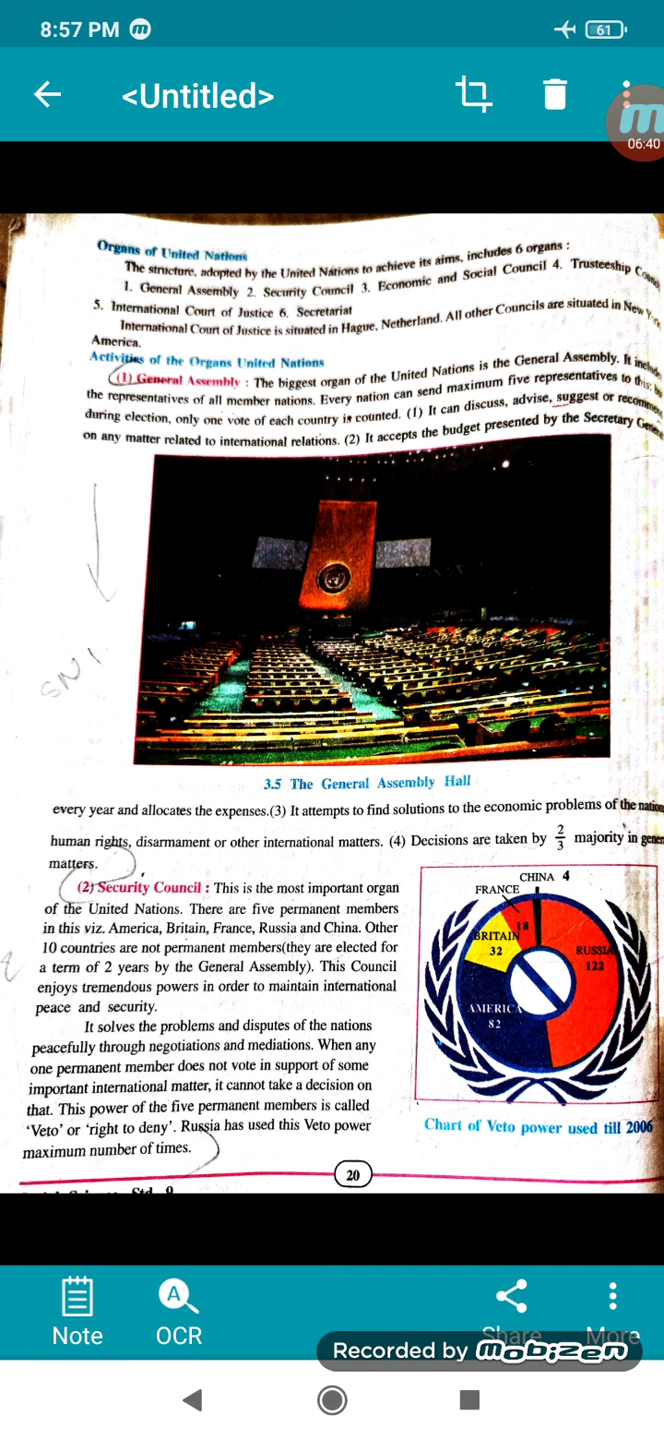 8:57 PM
61
<Untitled>
06:40
Organs of United Nations
The structure, adopted by the United Nations to achieve its aims, includes 6 organs :
1. General Assembly 2. Security Council 3. Economic and Social Council 4. Trusteeship
5. International Court of Justice 6. Secretariat
International Court of Justice is situated in Hague, Netherland. All other Councils are situated in New
America.
Activities of the Organs United Nations
(1) General Assembly : The biggest organ of the United Nations is the General Assembly. It
the representatives of all member nations. Every nation can send maximum five representatives to this;
during election, only one vote of each country is counted. (1) It can discuss, advise, suggest or
on any matter related to international relations. (2) It accepts the budget presented by the Secretary
SN 1
3.5 The General Assembly Hall
every year and allocates the expenses.(3) It attempts to find solutions to the economic problems of the
human rights, disarmament or other international matters. (4) Decisions are taken by 2/3 majority in
matters.
(2) Security Council : This is the most important organ
of the United Nations. There are five permanent members
in this viz. America, Britain, France, Russia and China. Other
10 countries are not permanent members(they are elected for
a term of 2 years by the General Assembly). This Council
enjoys tremendous powers in order to maintain international
peace and security.
It solves the problems and disputes of the nations
peacefully through negotiations and mediations. When any
one permanent member does not vote in support of some
important international matter, it cannot take a decision on
that. This power of the five permanent members is called
'Veto' or 'right to deny'. Russia has used this Veto power
maximum number of times.
CHINA 4
FRANCE
18
BRITAIN
32
RUSSIA
122
AMERICA
82
Chart of Veto power used till 2006
20
Note
OCR
Share
More
Recorded by mobizen